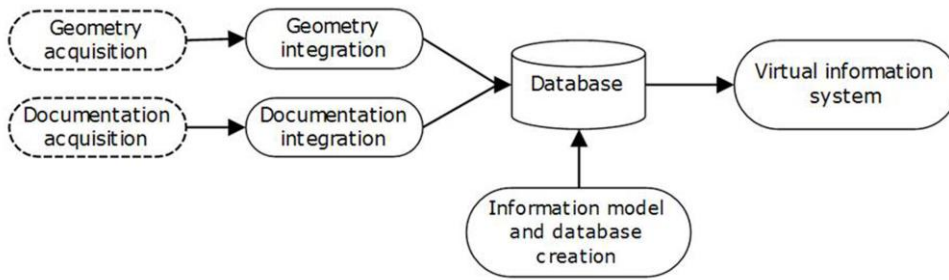 Geometry
acquisition
Geometry
integration
Documentation
acquisition
Documentation
integration
Database
Virtual information
system
Information model
and database
creation